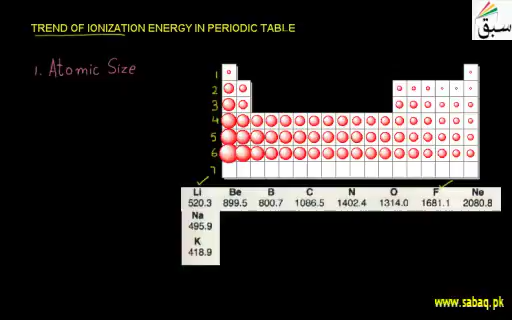 TREND OF IONIZATION ENERGY IN PERIODIC TABLE
سبق
1. Atomic Size
1
2
3
4
5
6
7
Li Be B C N O F Ne
520.3 899.5 800.7 1086.5 1402.4 1314.0 1681.1 2080.8
Na
495.9
K
418.9
www.sabaq.pk